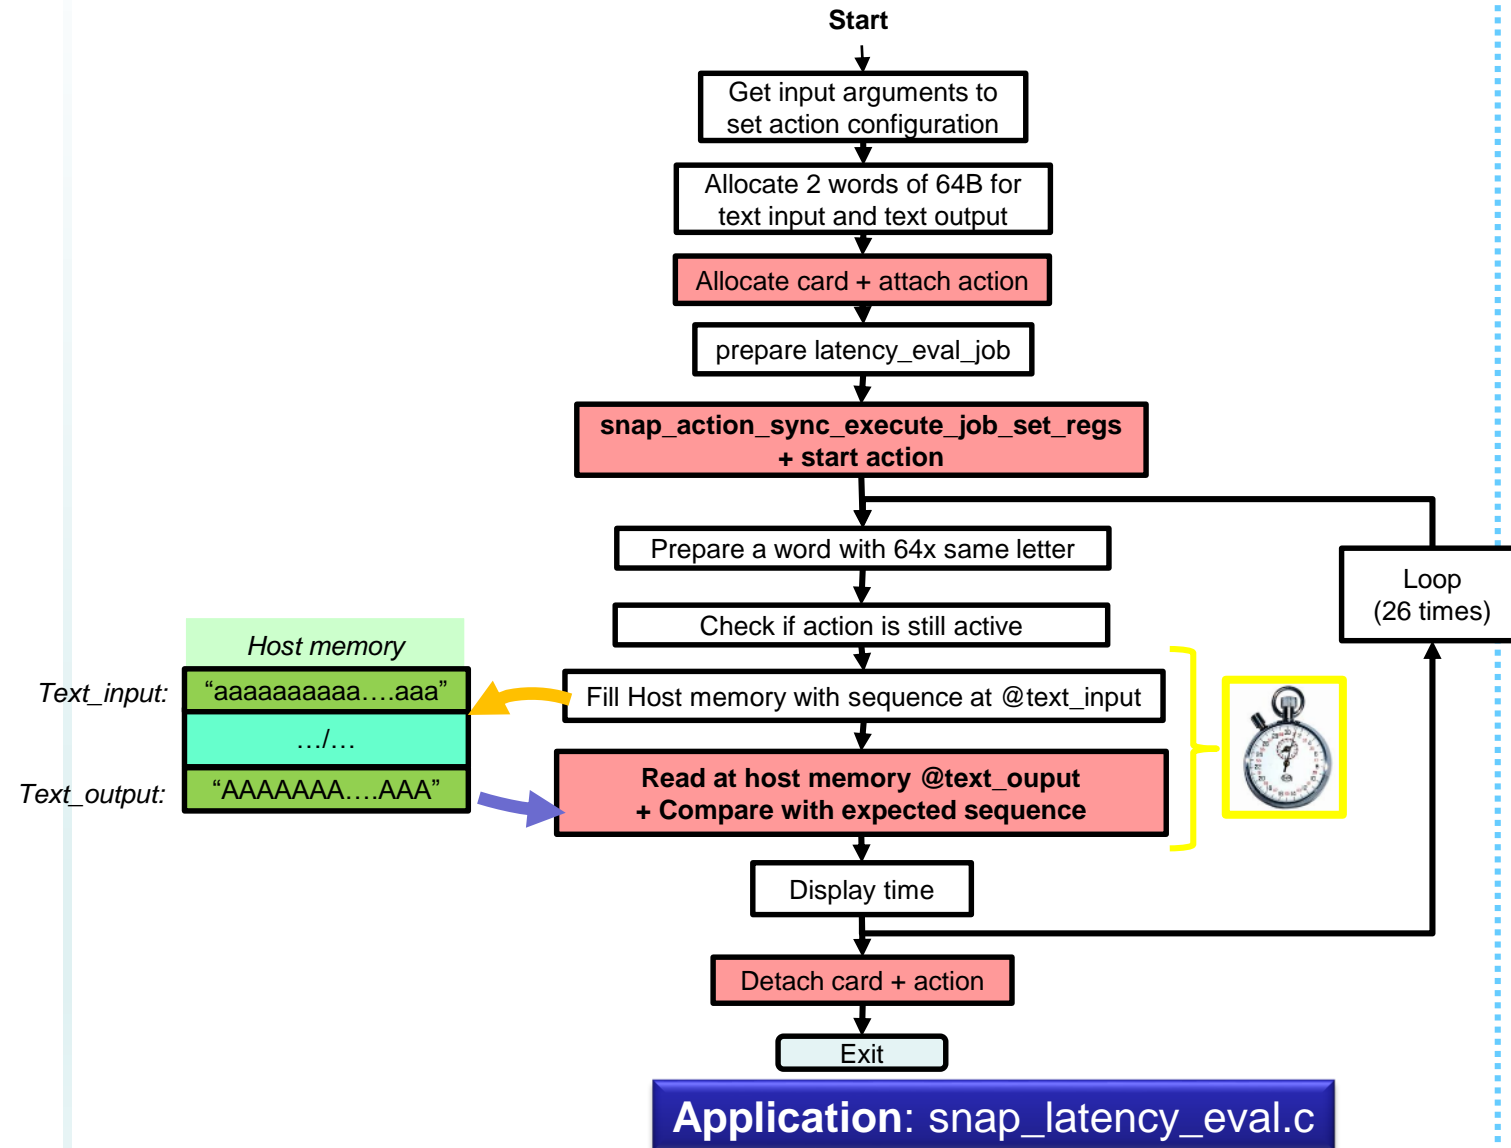 Start
Get input arguments to
set action configuration
Allocate 2 words of 64B for
text input and text output
Allocate card + attach action
prepare latency_eval_job
snap_action_sync_execute_job_set_regs
+ start action
Prepare a word with 64x same letter
Loop
(26 times)
Check if action is still active
Host memory
Text_input:
“aaaaaaaaaa….aaa”
Fill Host memory with sequence at @text_input
…/…
Text_output:
“AAAAAAA….AAA”
Read at host memory @text_ouput
+ Compare with expected sequence
Display time
Detach card + action
Exit
Application: snap_latency_eval.c